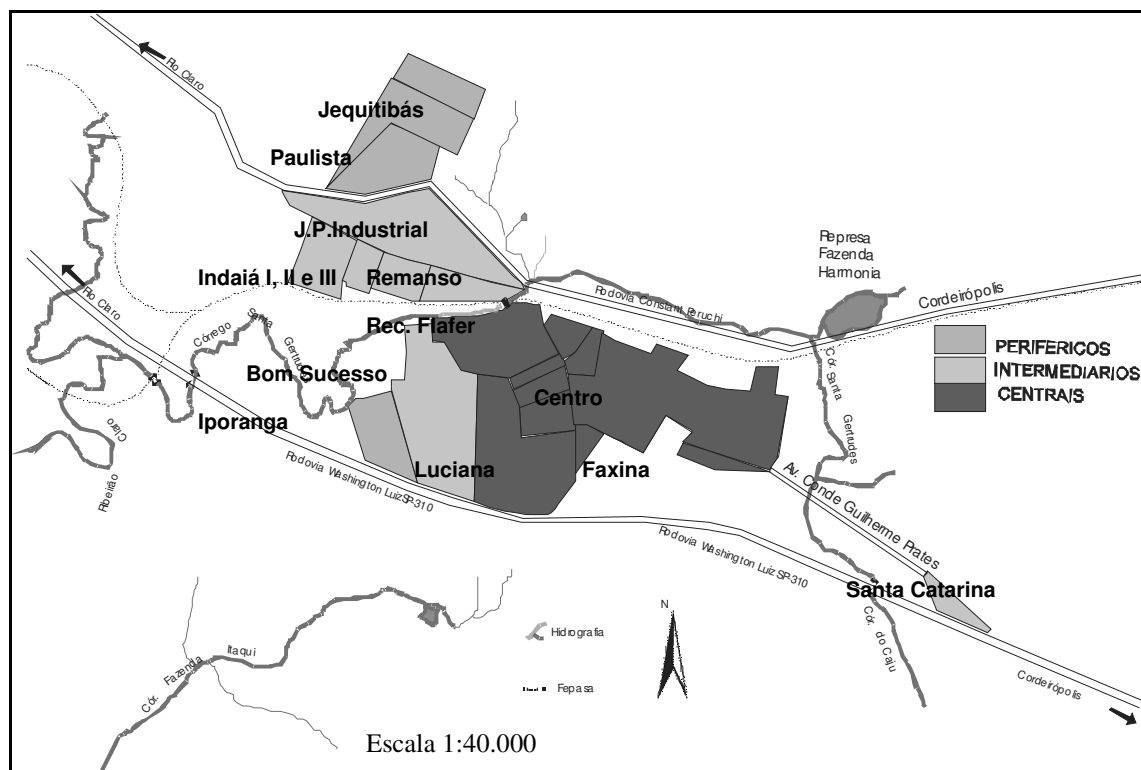 Rio Claro
Jequitibás
Paulista
J.P.Industrial
Indaiá I, II e III
Remanso
Represa
Fazenda
Harmonia
Rodovia Constant Peruchi
Cordeirópolis
Rio Claro
Córrego Santa Gertrudes
Rec. Flafer
PERIFÉRICOS
INTERMEDIARIOS
CENTRAIS
Bom Sucesso
Centro
Cór. Santa Gertrudes
Iporanga
Ribeirão Claro
Luciana
Faxina
Rodovia Washington Luiz SP-310
Av. Conde Guilherme Prates
Rodovia Washington Luiz SP-310
Santa Catarina
Cór. do Caju
Cordeirópolis
Cór. Fazenda Itaqui
Hidrografia
N
Fepasa
Escala 1:40.000